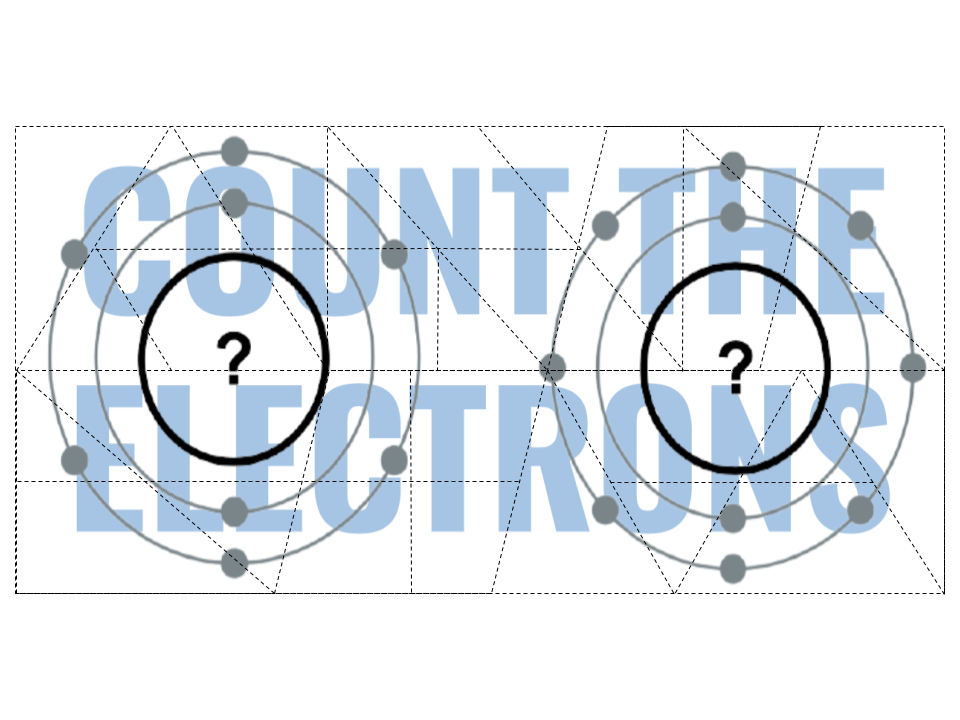 COUNT THE
? ?
ELECTRONS